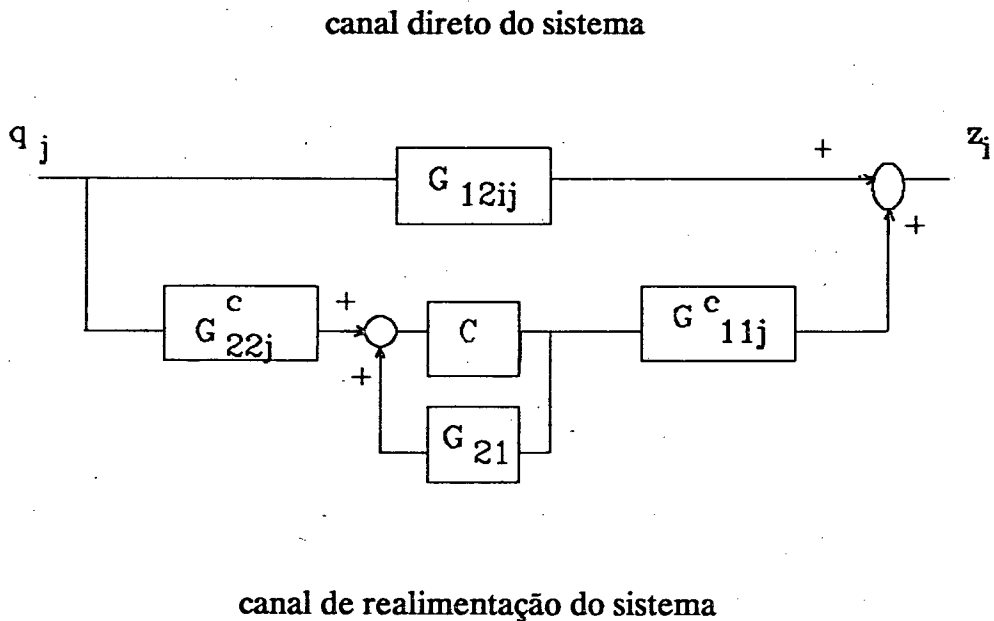 canal direto do sistema
q j
z i
+
G 12ij
+
G c 22j
+
C
G c 11j
+
G 21
canal de realimentação do sistema